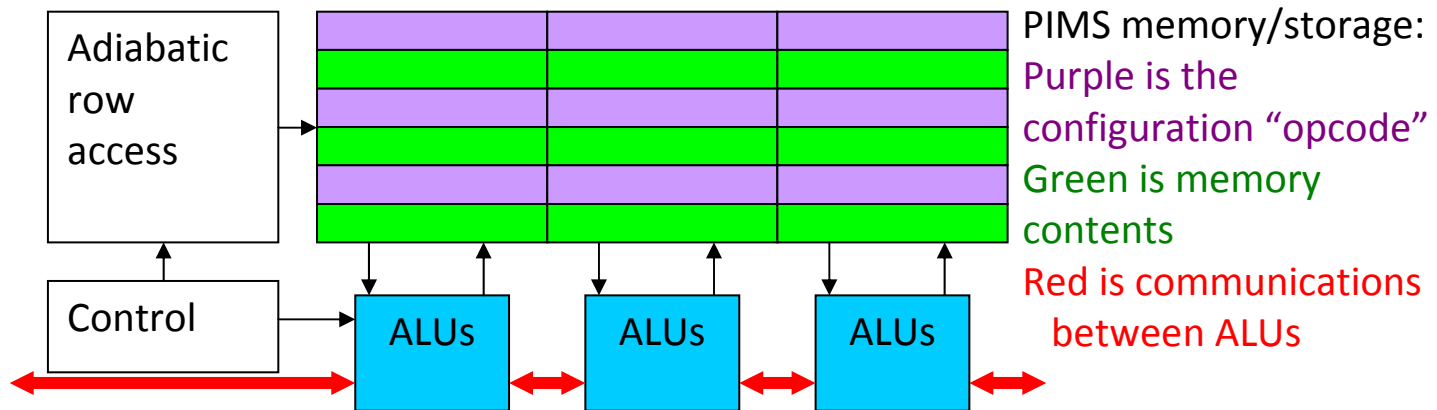 Adiabatic
row
access
Control
ALUs
ALUs
ALUs
PIMS memory/storage:
Purple is the
configuration “opcode”
Green is memory
contents
Red is communications
between ALUs